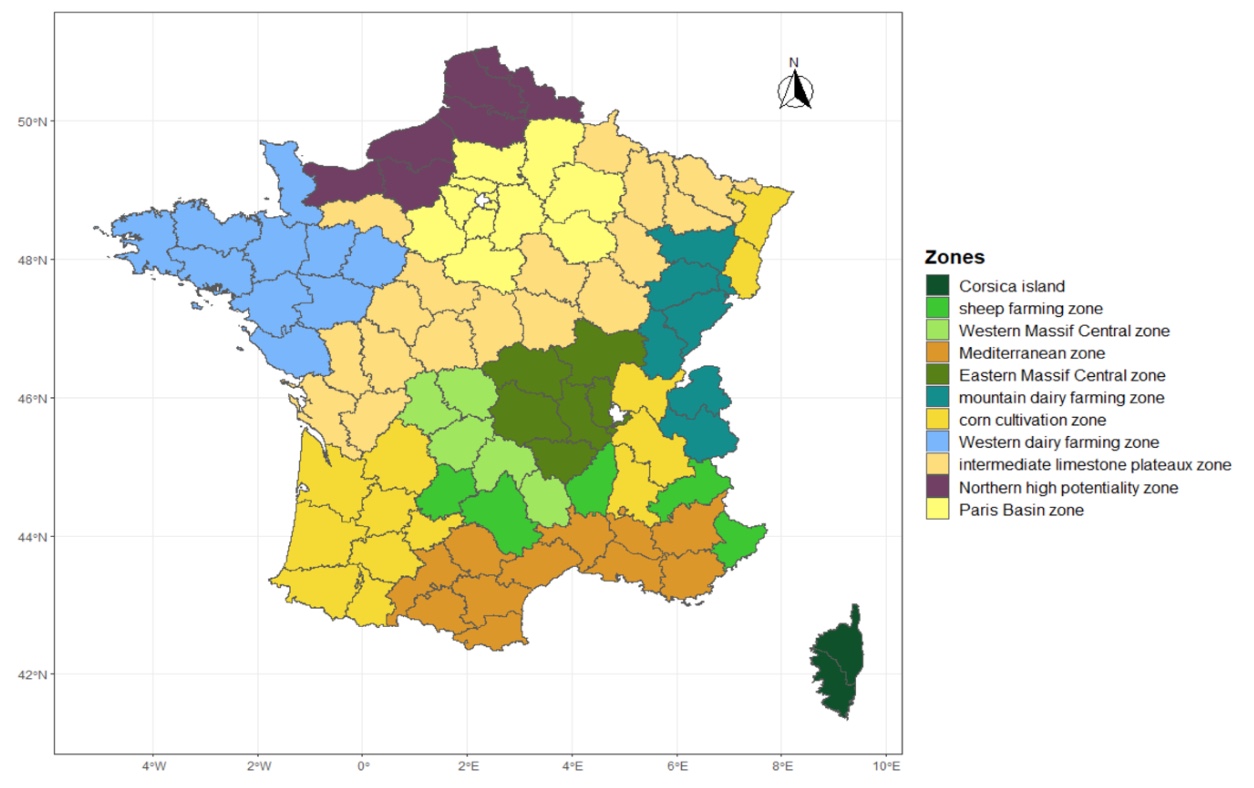 N
50°N
48°N
46°N
44°N
42°N
4°W
2°W
0°
2°E
4°E
6°E
8°E
10°E
Zones
Corsica island
sheep farming zone
Western Massif Central zone
Mediterranean zone
Eastern Massif Central zone
mountain dairy farming zone
corn cultivation zone
Western dairy farming zone
intermediate limestone plateaux zone
Northern high potentiality zone
Paris Basin zone